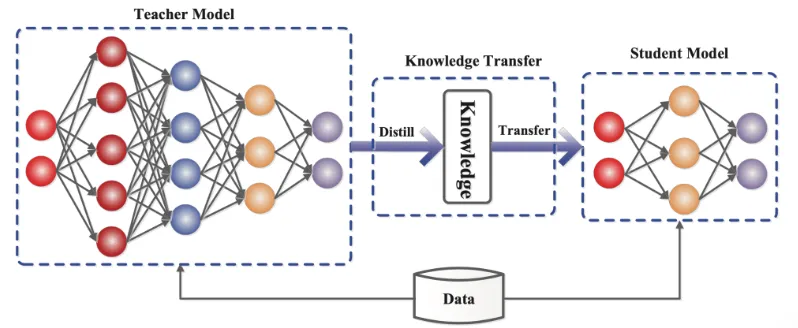 Teacher Model
Knowledge Transfer
Student Model
Distill
Knowledge
Transfer
Data